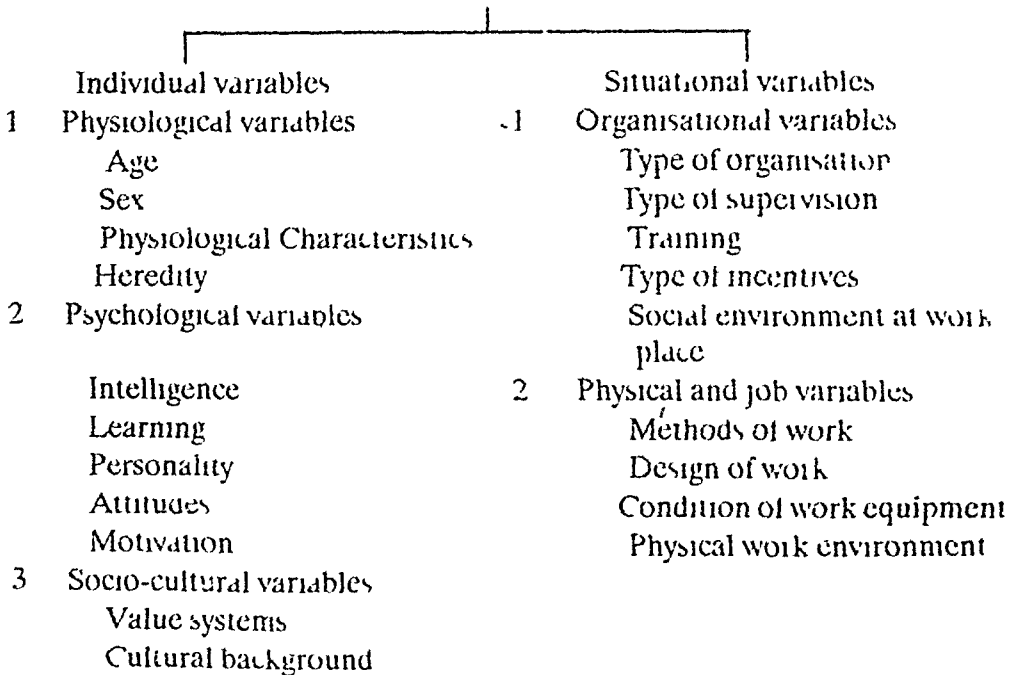 Individual variables
1 Physiological variables
Age
Sex
Physiological Characteristics
Heredity
2 Psychological variables
Intelligence
Learning
Personality
Attitudes
Motivation
3 Socio-cultural variables
Value systems
Cultural background
Situational variables
1 Organisational variables
Type of organisation
Type of supervision
Training
Type of incentives
Social environment at work
place
2 Physical and job variables
Methods of work
Design of work
Condition of work equipment
Physical work environment